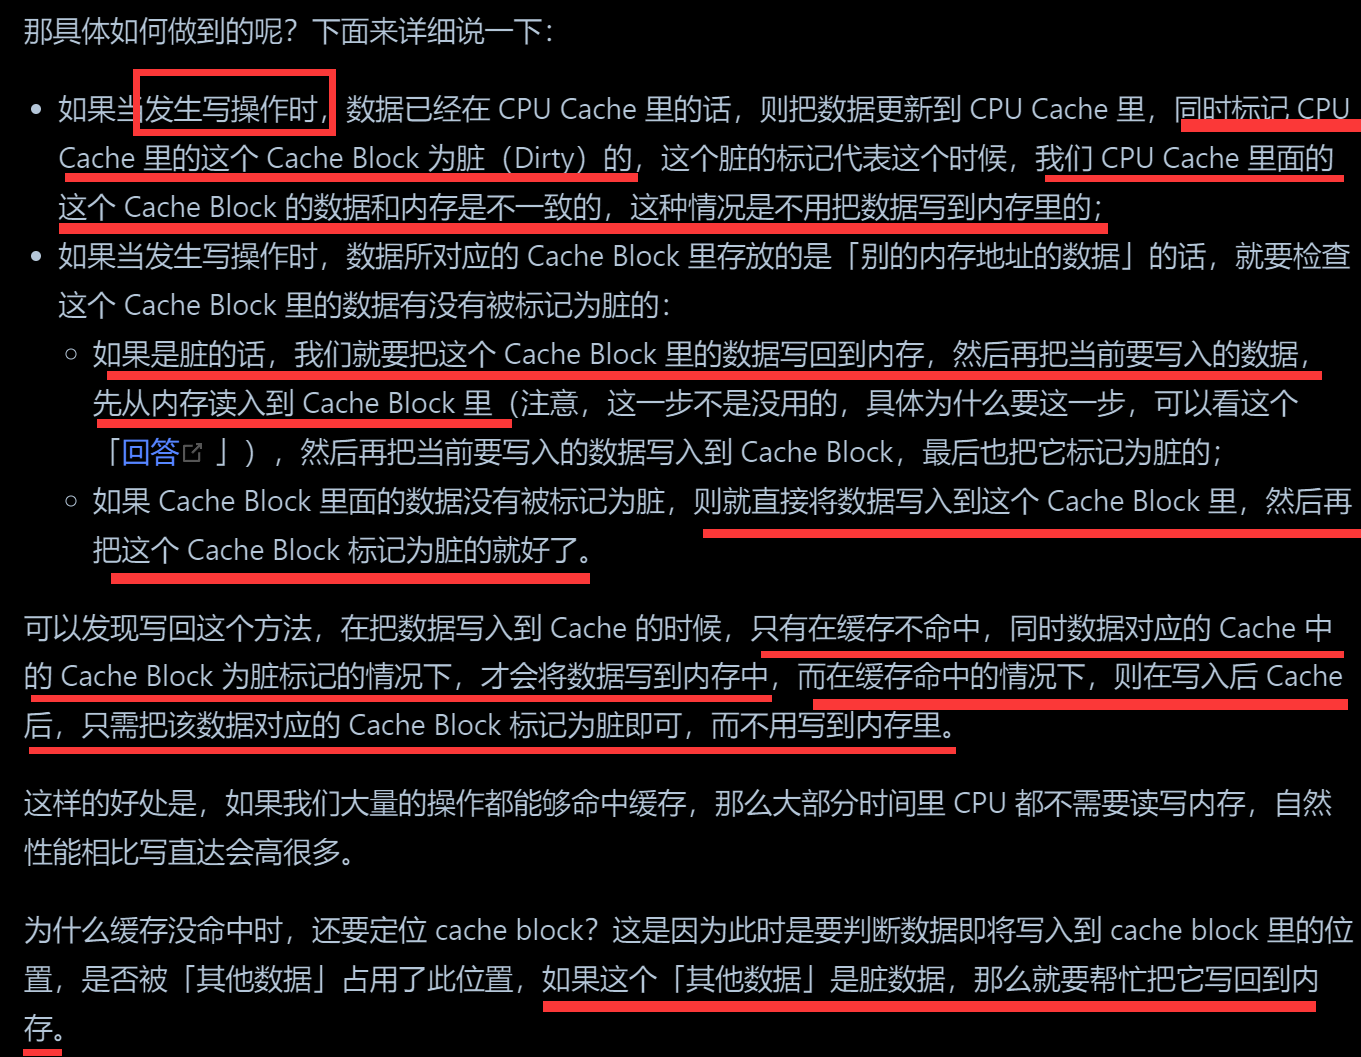 那具体如何做到的呢？下面来详细说一下：
如果当发生写操作时，数据已经在 CPU Cache 里的话，则把数据更新到 CPU Cache 里，同时标记 CPU
Cache 里的这个 Cache Block 为脏（Dirty）的，这个脏的标记代表这个时候，我们 CPU Cache 里面的
这个 Cache Block 的数据和内存是不一致的，这种情况是不用把数据写到内存里的；
如果当发生写操作时，数据所对应的 Cache Block 里存放的是「别的内存地址的数据」的话，就要检查
这个 Cache Block 里的数据有没有被标记为脏的：
如果是脏的话，我们就要把这个 Cache Block 里的数据写回到内存，然后再把当前要写入的数据，
先从内存读入到 Cache Block 里（注意，这一步不是没用的，具体为什么要这一步，可以看这个
「回答 」），然后再把当前要写入的数据写入到 Cache Block，最后也把它标记为脏的；
如果 Cache Block 里面的数据没有被标记为脏，则就直接将数据写入到这个 Cache Block 里，然后再
把这个 Cache Block 标记为脏的就好了。
可以发现写回这个方法，在把数据写入到 Cache 的时候，只有在缓存不命中，同时数据对应的 Cache 中
的 Cache Block 为脏标记的情况下，才会将数据写到内存中，而在缓存命中的情况下，则在写入后 Cache
后，只需把该数据对应的 Cache Block 标记为脏即可，而不用写到内存里。
这样的好处是，如果我们大量的操作都能够命中缓存，那么大部分时间里 CPU 都不需要读写内存，自然
性能相比写直达会高很多。
为什么缓存没命中时，还要定位 cache block？这是因为此时是要判断数据即将写入到 cache block 里的位
置，是否被「其他数据」占用了此位置，如果这个「其他数据」是脏数据，那么就要帮忙把它写回到内
存。